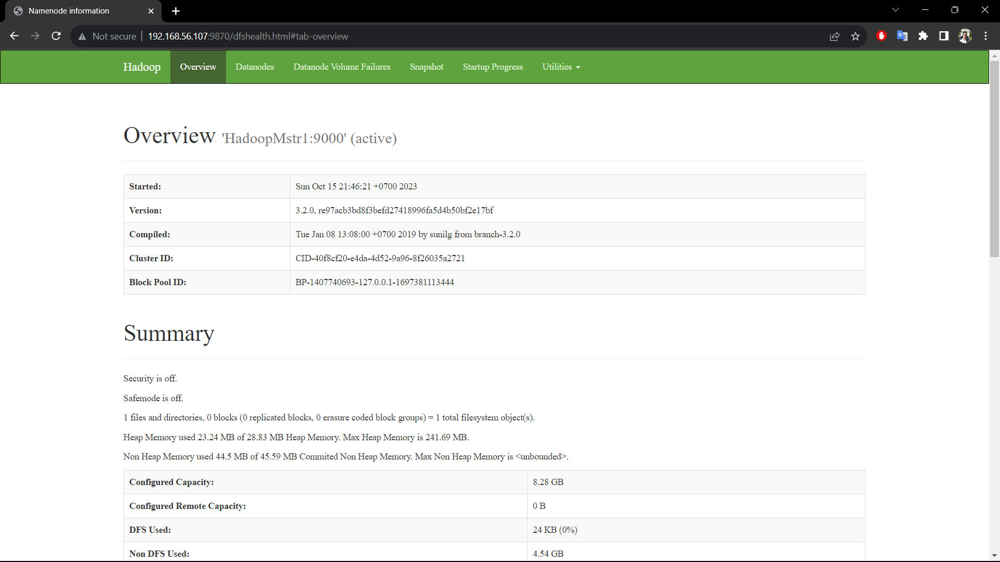 Namenode information
Not secure
192.168.56.107:9870/dfshealth.html#tab-overview
Hadoop Overview Datanodes Datanode Volume Failures Snapshot Startup Progress Utilities
Overview 'HadoopMstr1:9000' (active)
Started: Sun Oct 15 21:46:21 +0700 2023
Version: 3.2.0, re97acb3bd8f3befd27418996fa5d4b50bf2e17bf
Compiled: Tue Jan 08 13:08:00 +0700 2019 by sunilg from branch-3.2.0
Cluster ID: CID-40f8cf20-e4da-4d52-9a96-8f26035a2721
Block Pool ID: BP-1407740693-127.0.0.1-1697381113444
Summary
Security is off.
Safemode is off.
1 files and directories, 0 blocks (0 replicated blocks, 0 erasure coded block groups) = 1 total filesystem object(s).
Heap Memory used 23.24 MB of 28.83 MB Heap Memory. Max Heap Memory is 241.69 MB.
Non Heap Memory used 44.5 MB of 45.59 MB Commited Non Heap Memory. Max Non Heap Memory is <unbounded>.
Configured Capacity: 8.28 GB
Configured Remote Capacity: 0 B
DFS Used: 24 KB (0%)
Non DFS Used: 4.54 GB